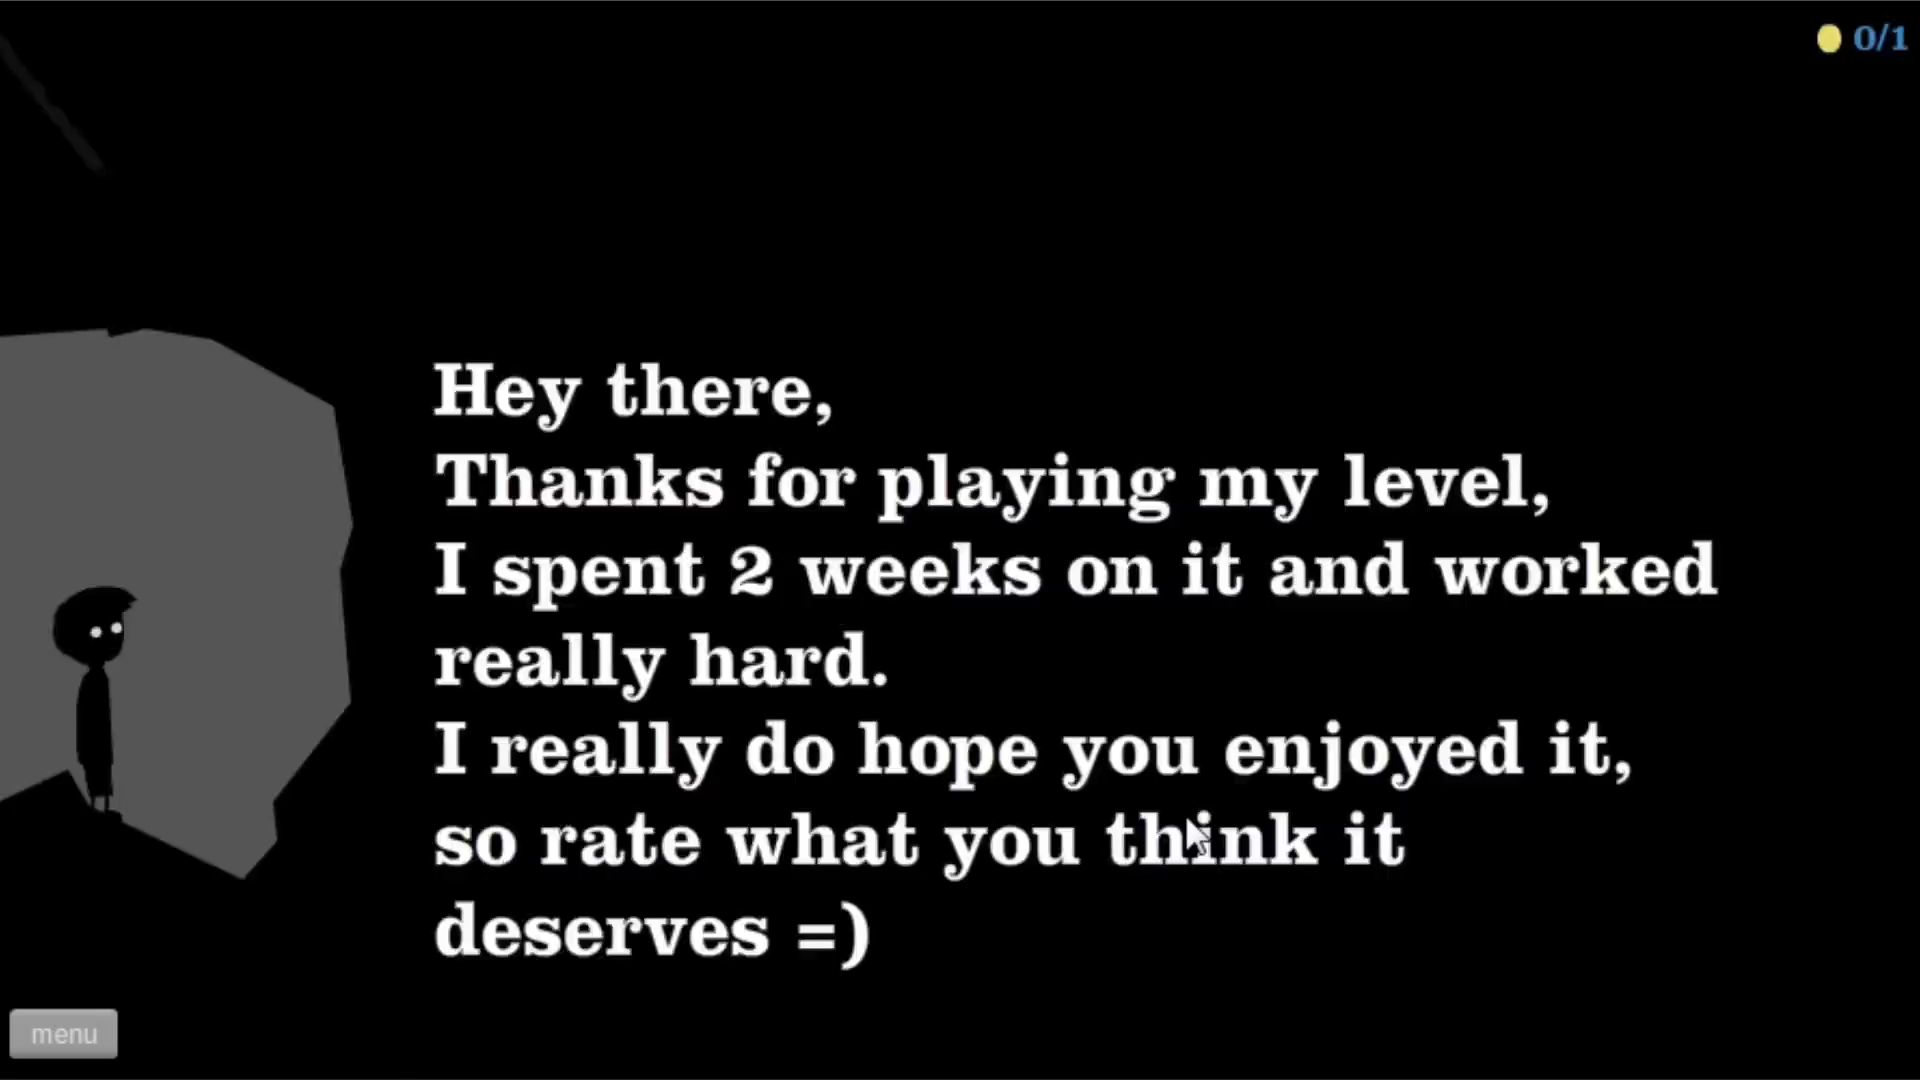 0/1
Hey there,
Thanks for playing my level,
I spent 2 weeks on it and worked
really hard.
I really do hope you enjoyed it,
so rate what you think it
deserves =)
menu